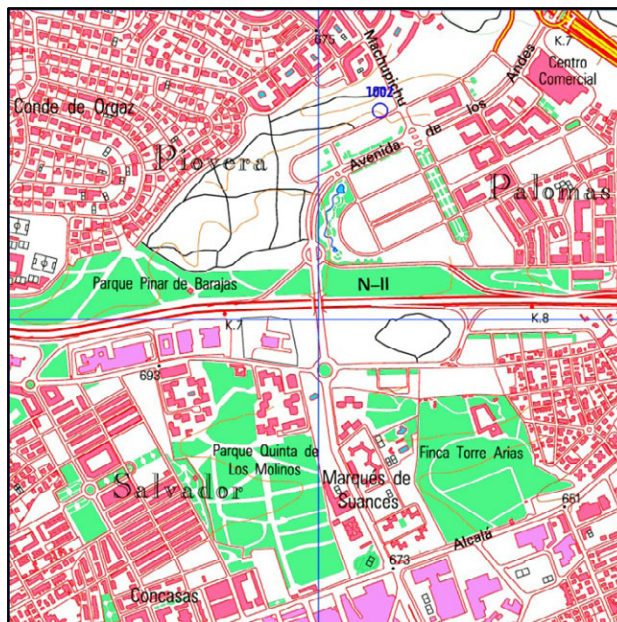 675
K.7
Centro
Comercial
Machupichu
1002
Andes
los
de
Avenida
Conde de Orgaz
Piovera
Palomas
Parque Pinar de Barajas
N-II
K.7
K.8
693
Parque Quinta de
Los Molinos
Finca Torre Arias
Marqués de
Suances
Salvador
661
Alcalá
673
Concasas